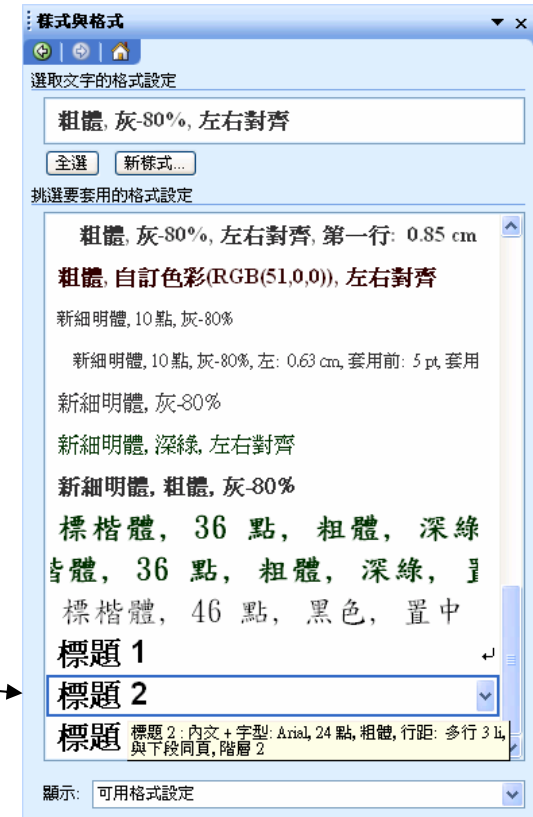 樣式與格式
選取文字的格式設定
粗體, 灰-80%, 左右對齊
全選 新樣式...
挑選要套用的格式設定
粗體, 灰-80%, 左右對齊, 第一行: 0.85 cm
粗體, 自訂色彩(RGB(51,0,0)), 左右對齊
新細明體, 10 點, 灰-80%
新細明體, 10 點, 灰-80%, 左: 0.63 cm, 套用前: 5 pt, 套用
新細明體, 灰-80%
新細明體, 深綠, 左右對齊
新細明體, 粗體, 灰-80%
標楷體, 36 點, 粗體, 深綠
體, 36 點, 粗體, 深綠,
標楷體, 46 點, 黑色, 置中
標題 1
標題 2
標題
標題 2 : 內文 + 字型: Arial, 24 點, 粗體, 行距: 多行 3 li,
與下段同頁, 階層 2
顯示: 可用格式設定